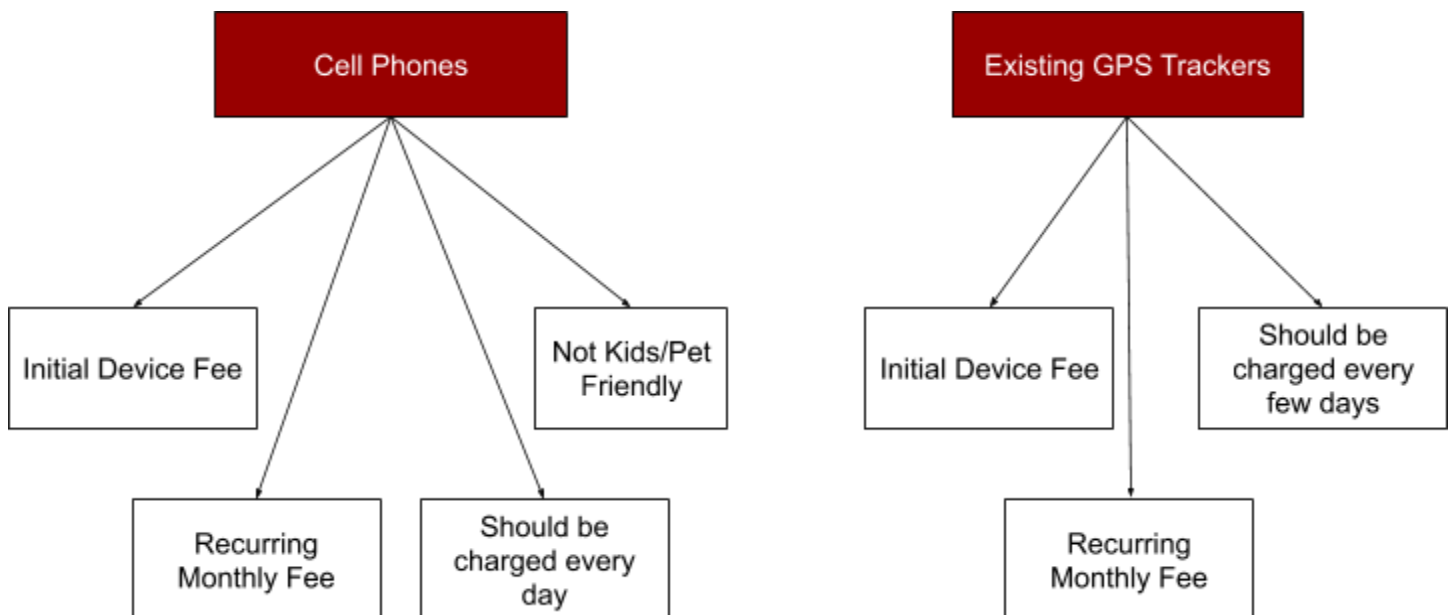 Cell Phones
Existing GPS Trackers
Initial Device Fee
Not Kids/Pet
Friendly
Initial Device Fee
Should be
charged every
few days
Recurring
Monthly Fee
Should be
charged every
day
Recurring
Monthly Fee